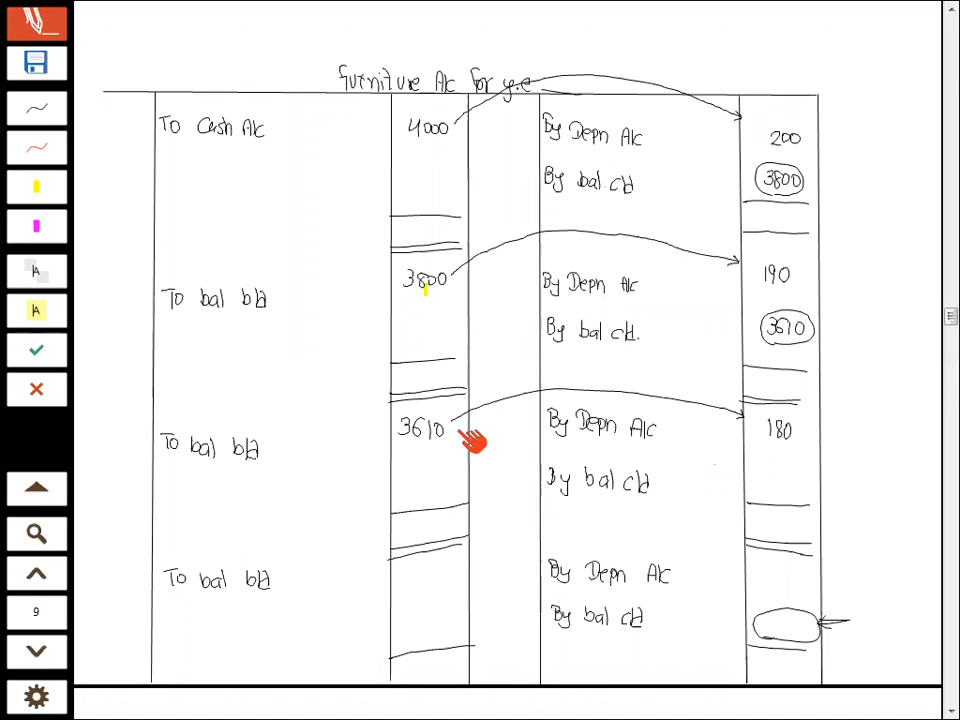 Furniture A/c for y.e
To Cash A/c 4000 By Depn A/c 200
By bal. c/d 3800
3800 By Depn A/c 190
To bal b/d
By bal c/d. 3610
3610 By Depn A/c 180
To bal b/d
By bal c/d
To bal b/d By Depn A/c
By bal c/d
A
A
9